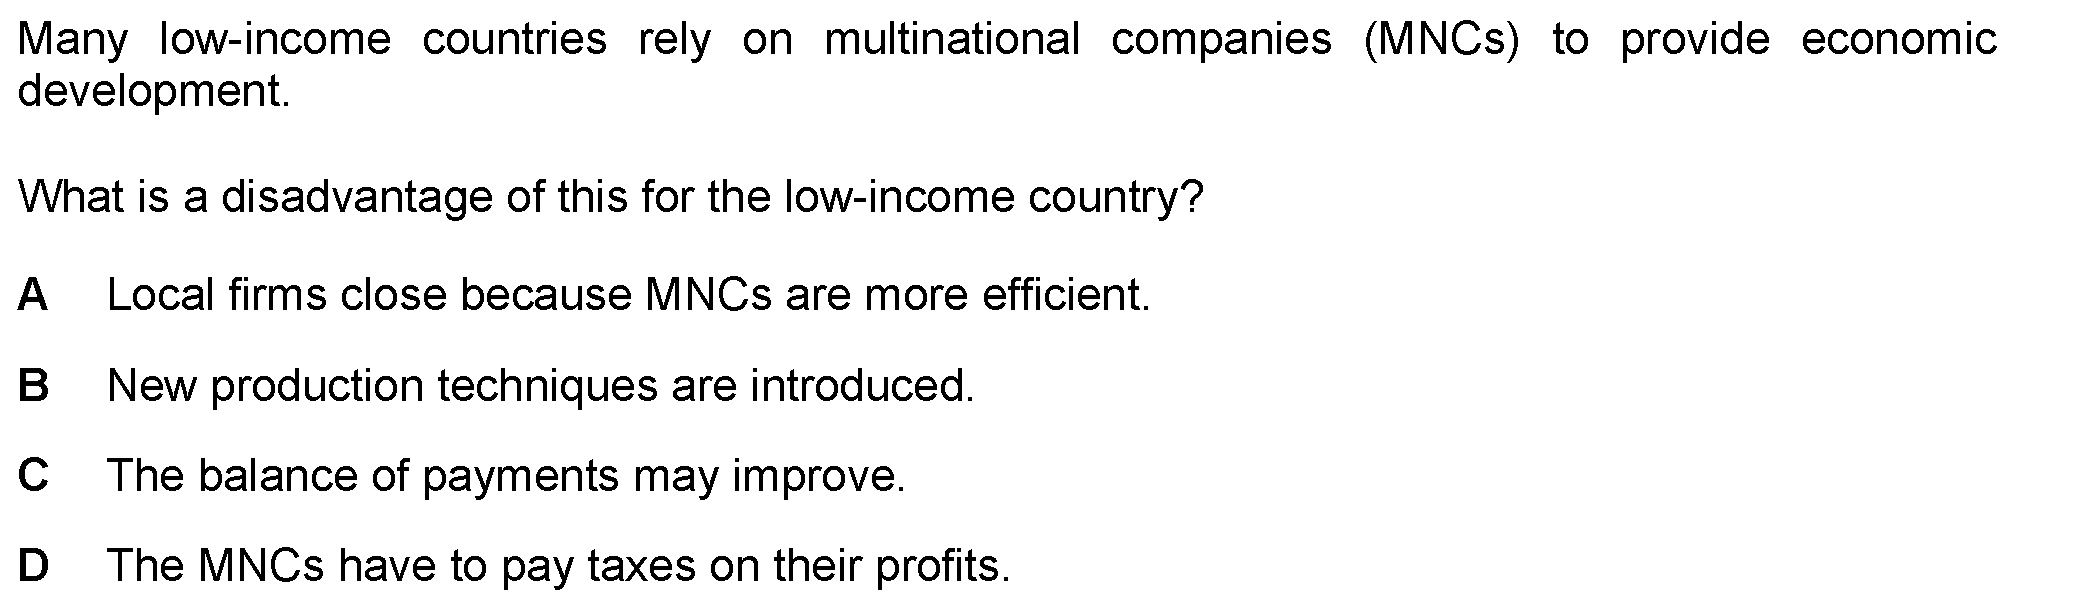 Many low-income countries rely on multinational companies (MNCs) to provide economic
development.
What is a disadvantage of this for the low-income country?
A Local firms close because MNCs are more efficient.
B New production techniques are introduced.
C The balance of payments may improve.
D The MNCs have to pay taxes on their profits.